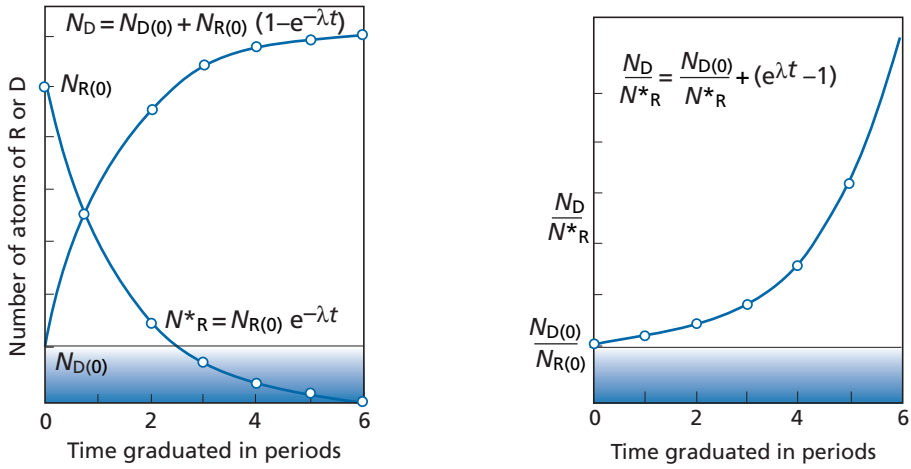 N_D = N_D(0) + N_R(0) (1–e^–λt)
N_R(0)
Number of atoms of R or D
N*_R = N_R(0) e^–λt
N_D(0)
0 2 4 6
Time graduated in periods
N_D / N*_R = N_D(0) / N*_R + (e^λt –1)
N_D / N*_R
N_D(0) / N_R(0)
0 2 4 6
Time graduated in periods